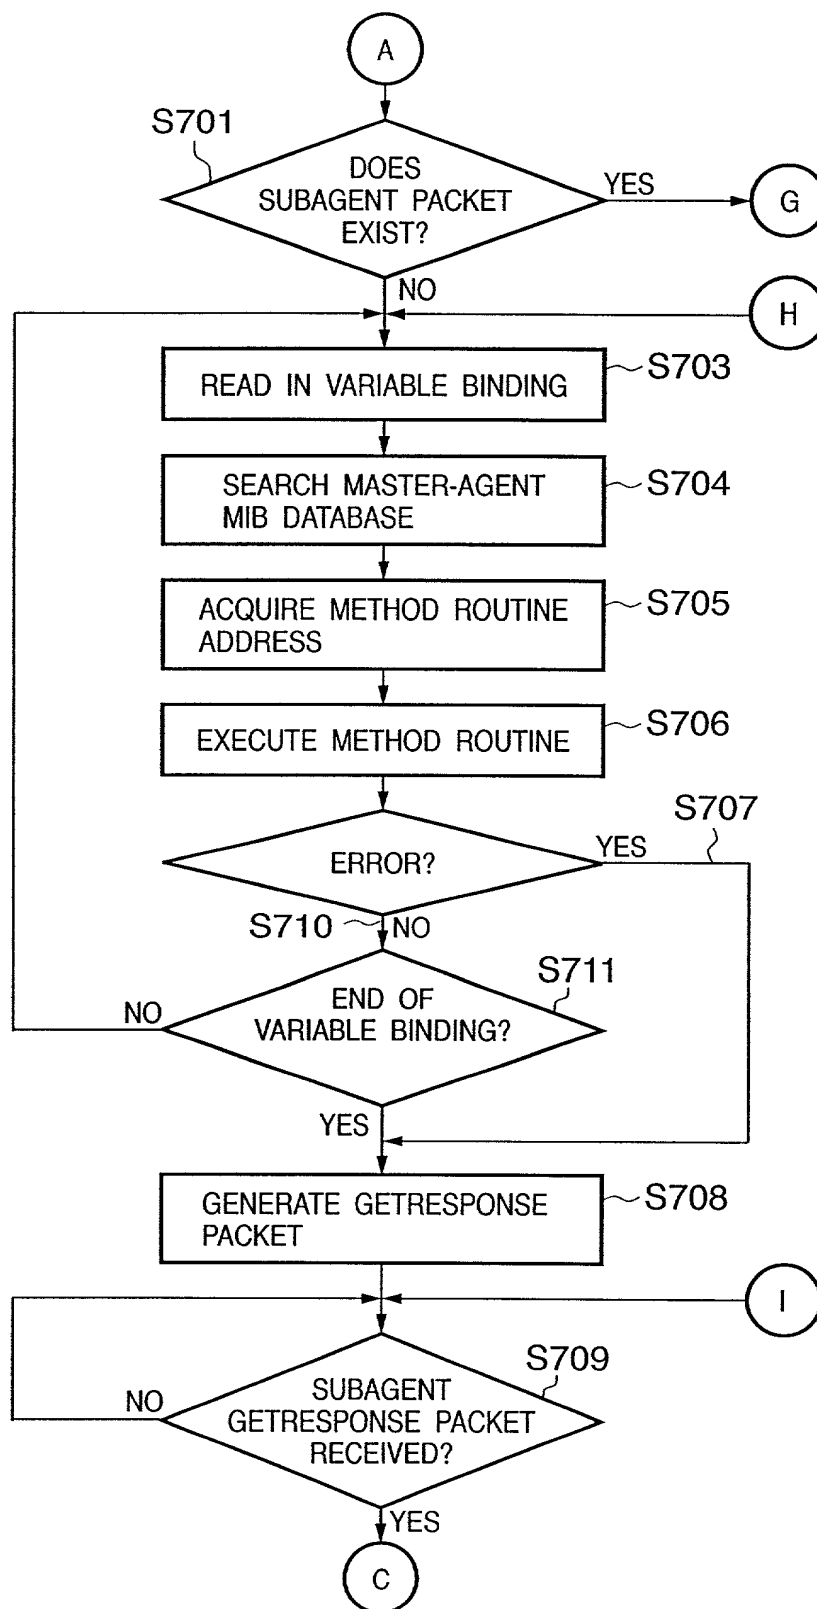 A
S701
DOES
SUBAGENT PACKET
EXIST?
YES
G
NO
H
READ IN VARIABLE BINDING
S703
SEARCH MASTER-AGENT
MIB DATABASE
S704
ACQUIRE METHOD ROUTINE
ADDRESS
S705
EXECUTE METHOD ROUTINE
S706
S707
ERROR?
YES
S710
NO
S711
END OF
VARIABLE BINDING?
NO
YES
GENERATE GETRESPONSE
PACKET
S708
I
S709
SUBAGENT
GETRESPONSE PACKET
RECEIVED?
NO
YES
C